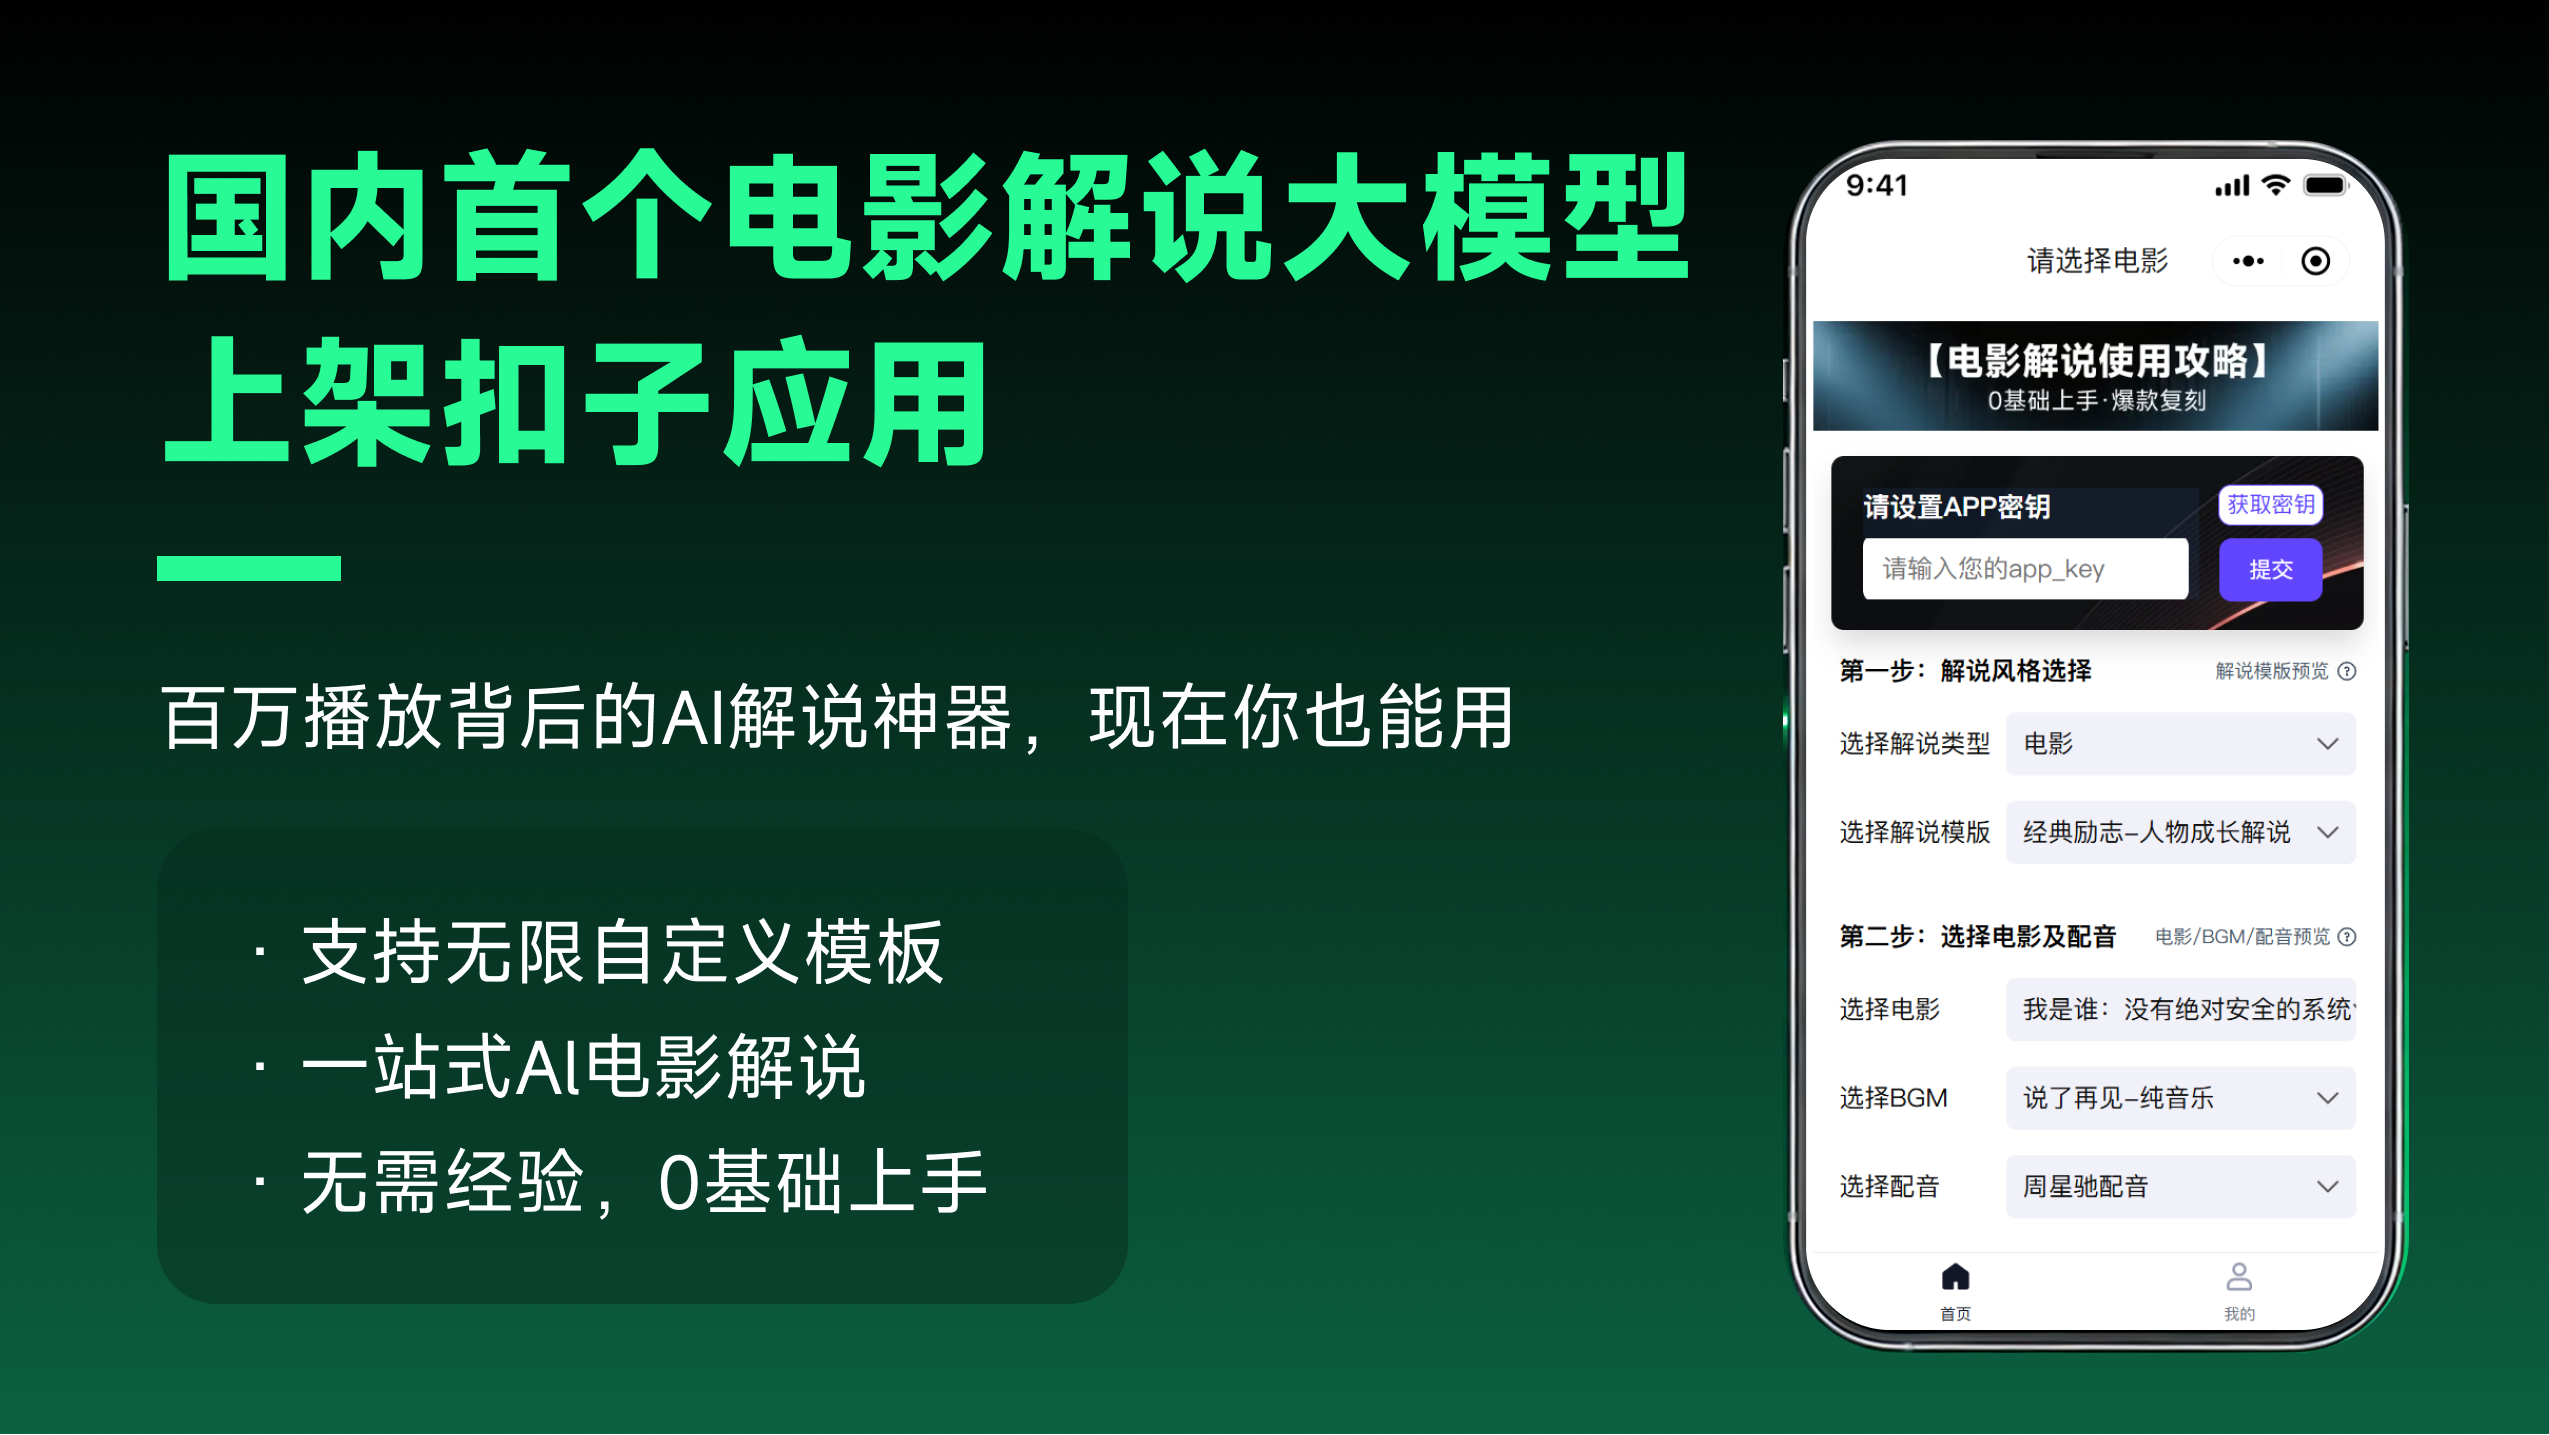 国内首个电影解说大模型
上架扣子应用
百万播放背后的AI解说神器，现在你也能用
· 支持无限自定义模板
· 一站式AI电影解说
· 无需经验，0基础上手
9:41
请选择电影
【电影解说使用攻略】
0基础上手·爆款复刻
请设置APP密钥
获取密钥
请输入您的app_key
提交
第一步：解说风格选择
解说模版预览
选择解说类型
电影
选择解说模版
经典励志-人物成长解说
第二步：选择电影及配音
电影/BGM/配音预览
选择电影
我是谁：没有绝对安全的系统
选择BGM
说了再见-纯音乐
选择配音
周星驰配音
首页
我的